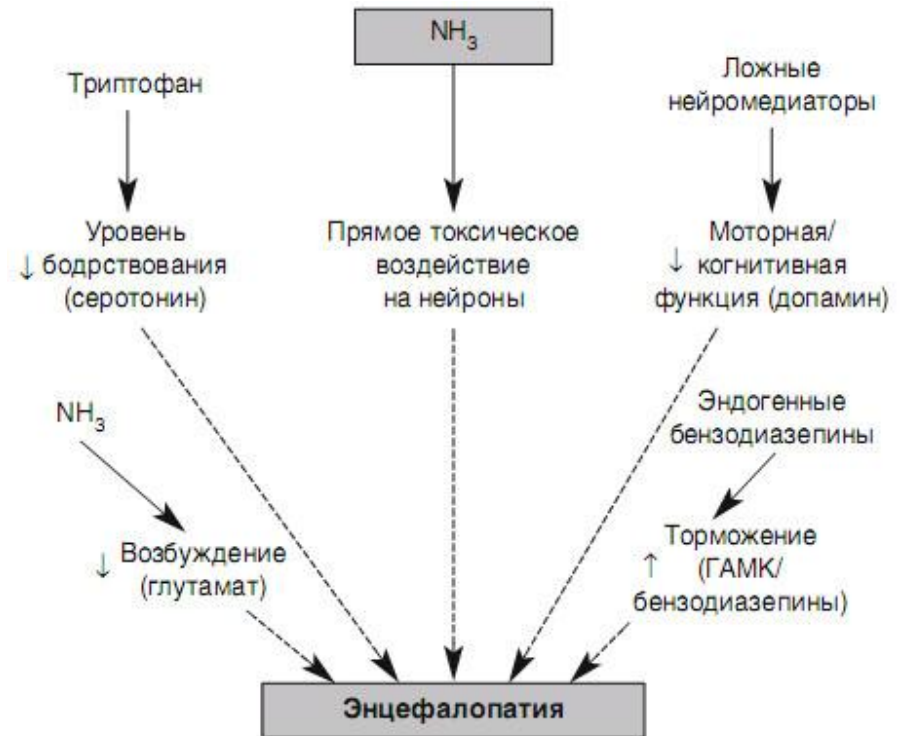 NH3
Триптофан
Ложные
нейромедиаторы
Уровень
↓ бодрствования
(серотонин)
Прямое токсическое
воздействие
на нейроны
Моторная/
↓ когнитивная
функция (допамин)
NH3
Эндогенные
бензодиазепины
↓ Возбуждение
(глутамат)
Торможение
↑ (ГАМК/
бензодиазепины)
Энцефалопатия